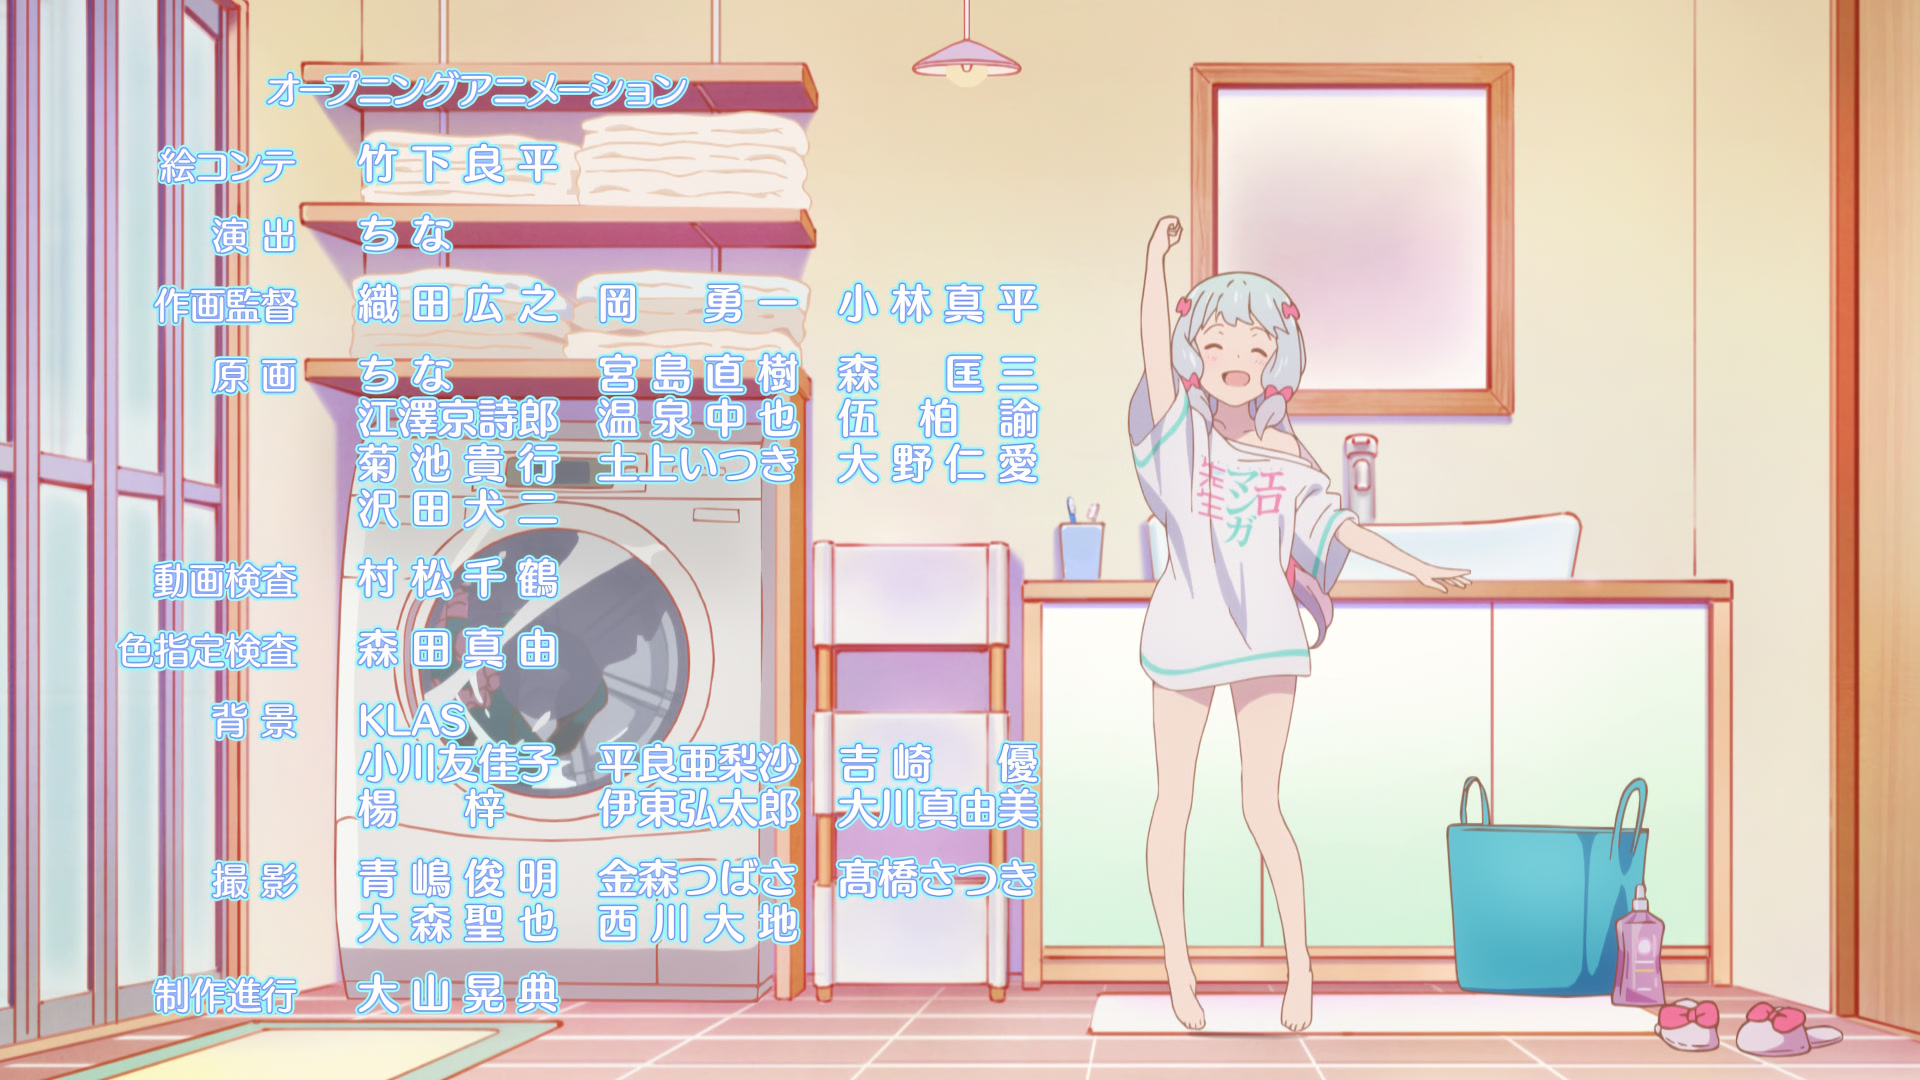 オープニングアニメーション
絵コンテ 竹下良平
演出 ちな
作画監督 織田広之 岡勇一 小林真平
原画 ちな 宮島直樹 森匡三
江澤京詩郎 温泉中也 伍柏諭
菊池貴行 土上いつき 大野仁愛
沢田犬二
動画検査 村松千鶴
色指定検査 森田真由
背景 KLAS
小川友佳子 平良亜梨沙 吉崎優
楊梓 伊東弘太郎 大川真由美
撮影 青嶋俊明 金森つばさ 髙橋さつき
大森聖也 西川大地
制作進行 大山晃典
エロ
マンガ
先生